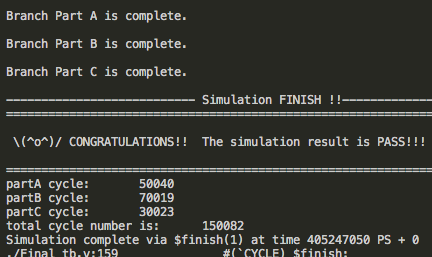 Branch Part A is complete.
Branch Part B is complete.
Branch Part C is complete.
--------------------------- Simulation FINISH !!-------------
=============================================================
\(^o^)/ CONGRATULATIONS!!  The simulation result is PASS!!!
=============================================================
partA cycle:       50040
partB cycle:       70019
partC cycle:       30023
total cycle number is:      150082
Simulation complete via $finish(1) at time 405247050 PS + 0
./Final_tb.v:159               #(`CYCLE) $finish;